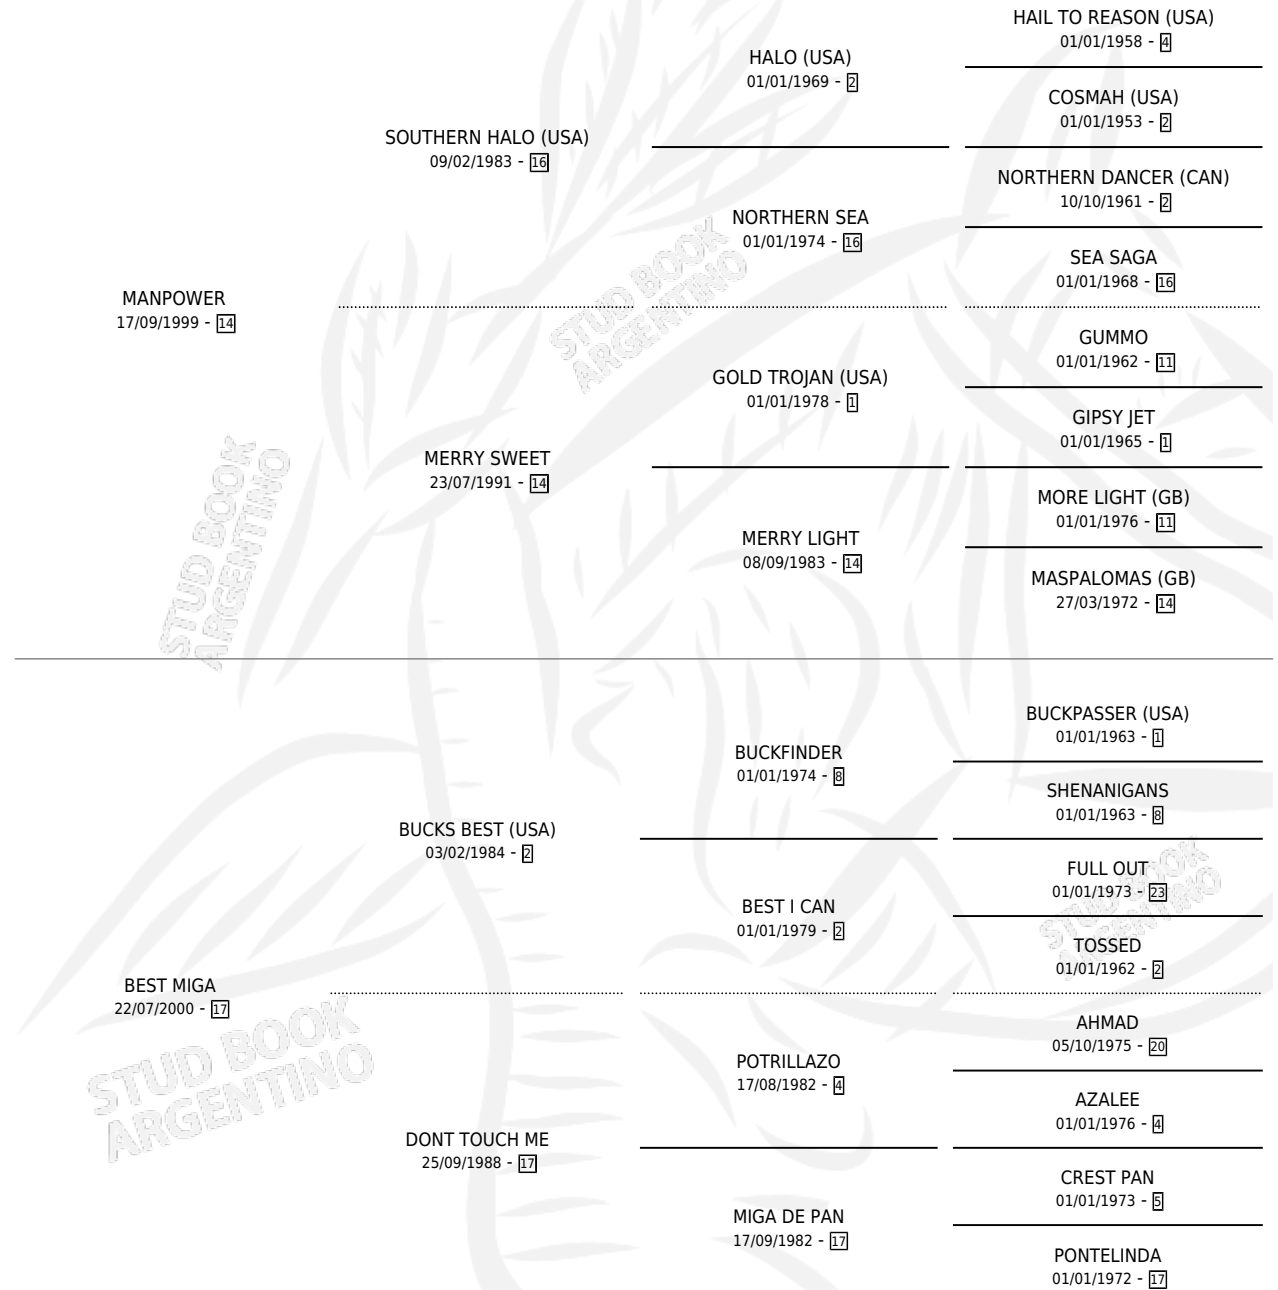 HAIL TO REASON (USA)
01/01/1958 - 4
HALO (USA)
01/01/1969 - 2
COSMAH (USA)
01/01/1953 - 2
SOUTHERN HALO (USA)
09/02/1983 - 16
NORTHERN DANCER (CAN)
10/10/1961 - 2
NORTHERN SEA
01/01/1974 - 16
SEA SAGA
01/01/1968 - 16
MANPOWER
17/09/1999 - 14
STUD BOOK
ARGENTINO
GUMMO
01/01/1962 - 11
GOLD TROJAN (USA)
01/01/1978 - 1
GIPSY JET
01/01/1965 - 1
MERRY SWEET
23/07/1991 - 14
MORE LIGHT (GB)
01/01/1976 - 11
MERRY LIGHT
08/09/1983 - 14
MASPALOMAS (GB)
27/03/1972 - 14
STUD BOOK
ARGENTINO
BUCKPASSER (USA)
01/01/1963 - 1
BUCKFINDER
01/01/1974 - 8
SHENANIGANS
01/01/1963 - 8
BUCKS BEST (USA)
03/02/1984 - 2
FULL OUT
01/01/1973 - 23
BEST I CAN
01/01/1979 - 2
STUD BOOK
ARGENTINO
TOSSED
01/01/1962 - 2
BEST MIGA
22/07/2000 - 17
STUD BOOK
ARGENTINO
AHMAD
05/10/1975 - 20
POTRILLAZO
17/08/1982 - 4
AZALEE
01/01/1976 - 4
DONT TOUCH ME
25/09/1988 - 17
CREST PAN
01/01/1973 - 5
MIGA DE PAN
17/09/1982 - 17
PONTELINDA
01/01/1972 - 17